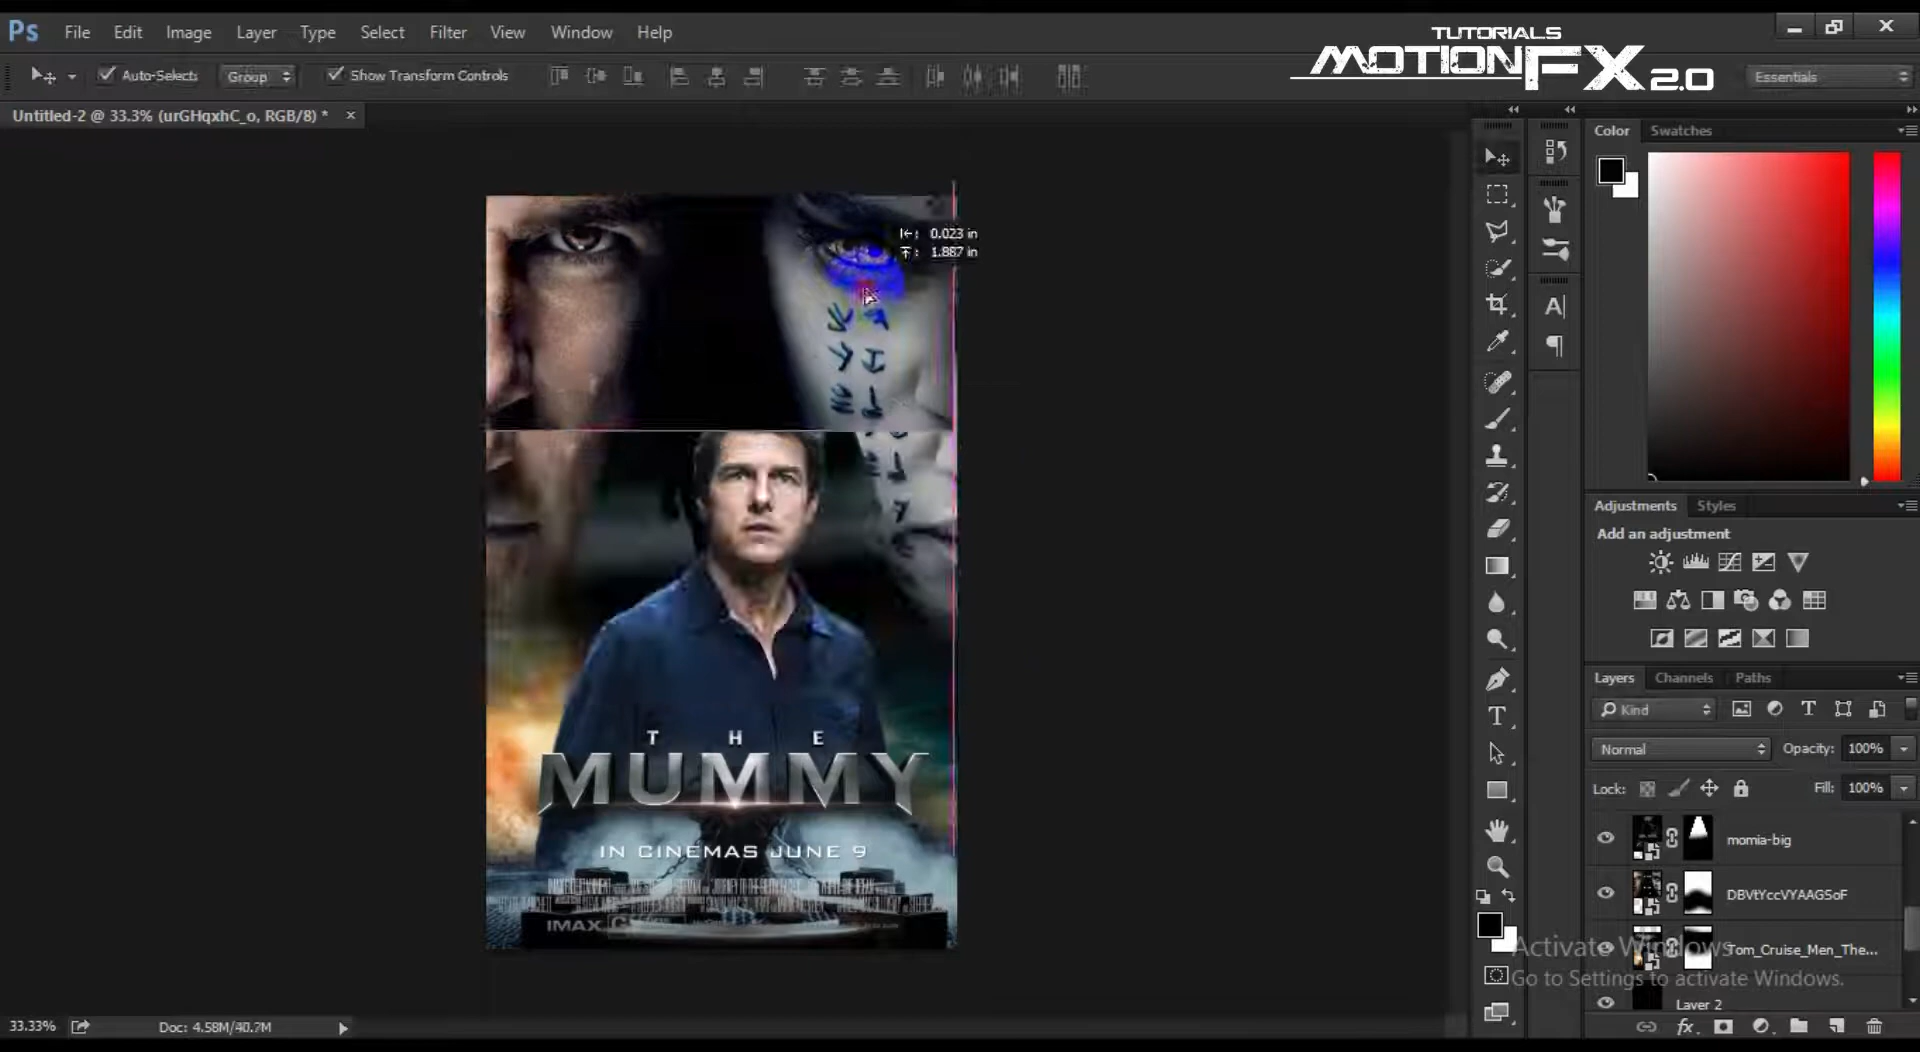 Ps File Edit Image Layer Type Select Filter View Window Help
TUTORIALS
MOTIONFX 2.0
Auto-Select: Group Show Transform Controls
Essentials
Untitled-2 @ 33.3% (urGHqxhC_o, RGB/8) * ×
Color Swatches
0.023 in
1.887 in
Adjustments Styles
Add an adjustment
Layers Channels Paths
Kind
Normal Opacity: 100%
Lock: Fill: 100%
momia-big
DBVtYccVYAAG5oF
Tom_Cruise_Men_The...
Layer 2
THE
MUMMY
IN CINEMAS JUNE 9
IMAX
Activate Windows
Go to Settings to activate Windows.
33.33% Doc: 4.58M/40.7M